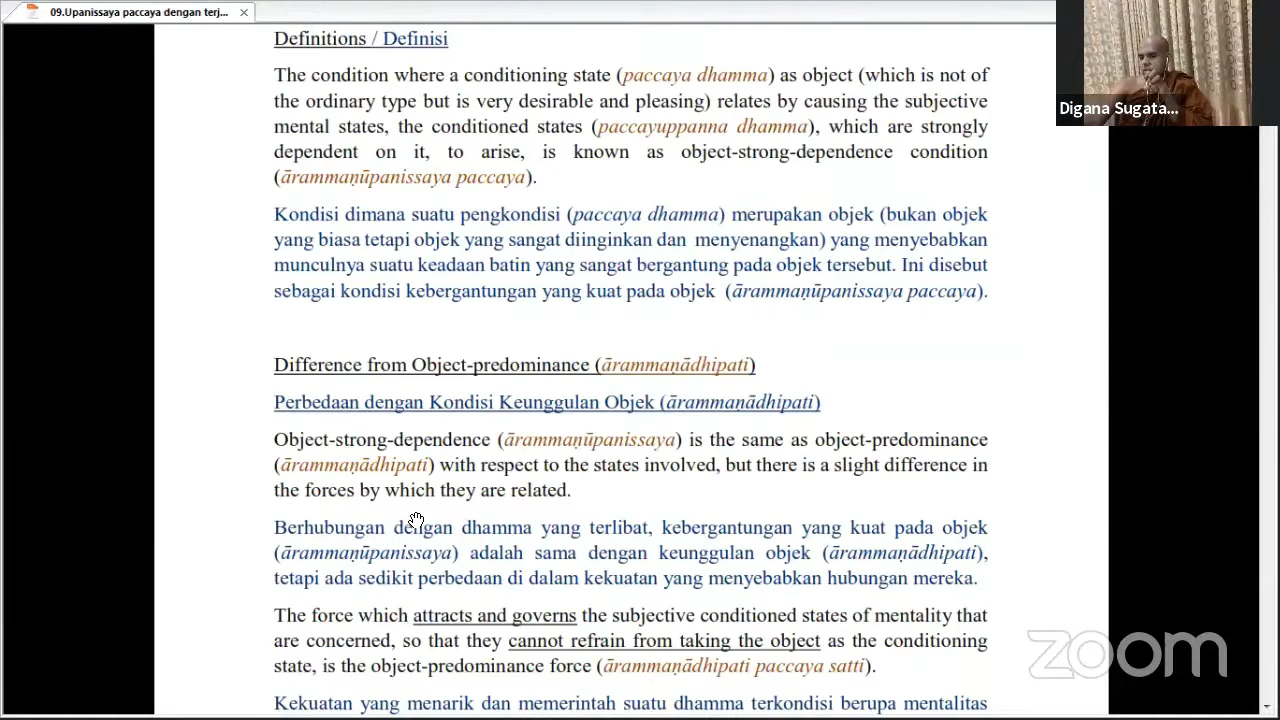 09.Upanissaya paccaya dengan terj...
Definitions / Definisi
The condition where a conditioning state (paccaya dhamma) as object (which is not of
the ordinary type but is very desirable and pleasing) relates by causing the subjective
mental states, the conditioned states (paccayuppanna dhamma), which are strongly
dependent on it, to arise, is known as object-strong-dependence condition
(ārammaṇūpanissaya paccaya).
Kondisi dimana suatu pengkondisi (paccaya dhamma) merupakan objek (bukan objek
yang biasa tetapi objek yang sangat diinginkan dan menyenangkan) yang menyebabkan
munculnya suatu keadaan batin yang sangat bergantung pada objek tersebut. Ini disebut
sebagai kondisi kebergantungan yang kuat pada objek (ārammaṇūpanissaya paccaya).
Difference from Object-predominance (ārammaṇādhipati)
Perbedaan dengan Kondisi Keunggulan Objek (ārammaṇādhipati)
Object-strong-dependence (ārammaṇūpanissaya) is the same as object-predominance
(ārammaṇādhipati) with respect to the states involved, but there is a slight difference in
the forces by which they are related.
Berhubungan dengan dhamma yang terlibat, kebergantungan yang kuat pada objek
(ārammaṇūpanissaya) adalah sama dengan keunggulan objek (ārammaṇādhipati),
tetapi ada sedikit perbedaan di dalam kekuatan yang menyebabkan hubungan mereka.
The force which attracts and governs the subjective conditioned states of mentality that
are concerned, so that they cannot refrain from taking the object as the conditioning
state, is the object-predominance force (ārammaṇādhipati paccaya satti).
Kekuatan yang menarik dan memerintah suatu dhamma terkondisi berupa mentalitas
Digana Sugata...
zoom